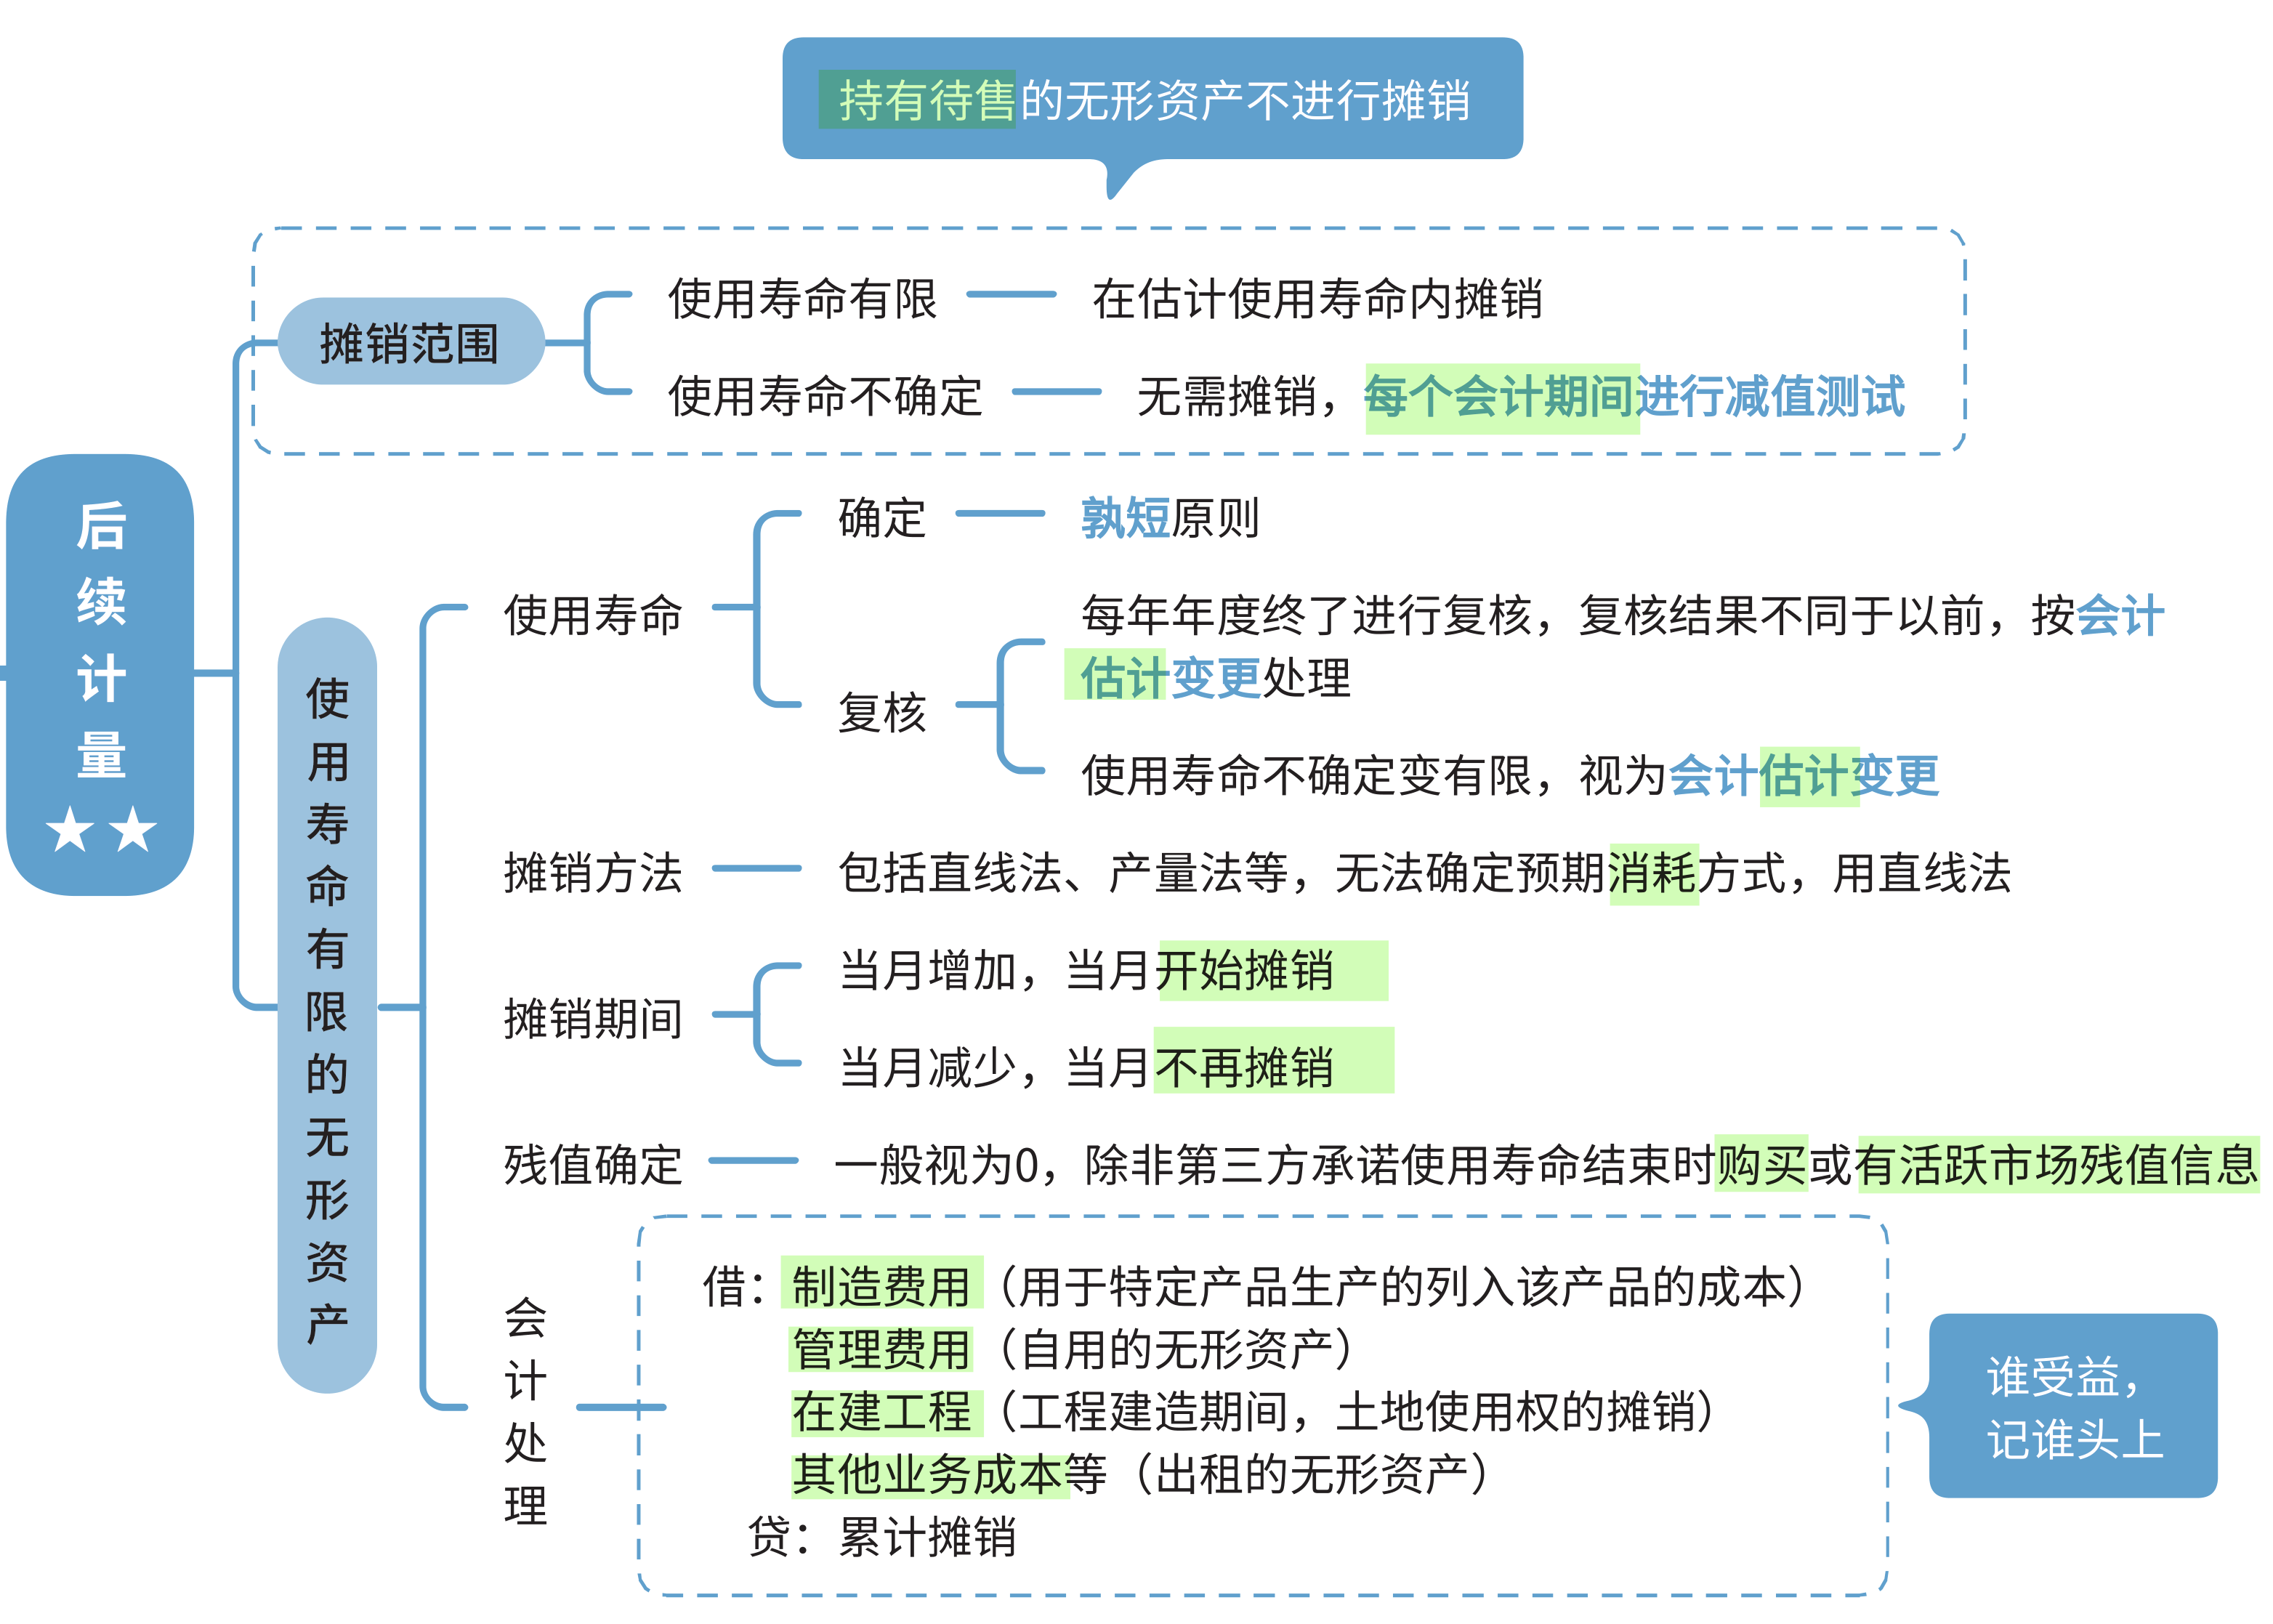 持有待售的无形资产不进行摊销
后续计量
★★
摊销范围
使用寿命有限
在估计使用寿命内摊销
使用寿命不确定
无需摊销，每个会计期间进行减值测试
使用寿命有限的无形资产
使用寿命
确定
孰短原则
复核
每年年度终了进行复核，复核结果不同于以前，按会计
估计变更处理
使用寿命不确定变有限，视为会计估计变更
摊销方法
包括直线法、产量法等，无法确定预期消耗方式，用直线法
摊销期间
当月增加，当月开始摊销
当月减少，当月不再摊销
残值确定
一般视为0，除非第三方承诺使用寿命结束时购买或有活跃市场残值信息
会计处理
借：制造费用（用于特定产品生产的列入该产品的成本）
管理费用（自用的无形资产）
在建工程（工程建造期间，土地使用权的摊销）
其他业务成本等（出租的无形资产）
贷：累计摊销
谁受益，
记谁头上